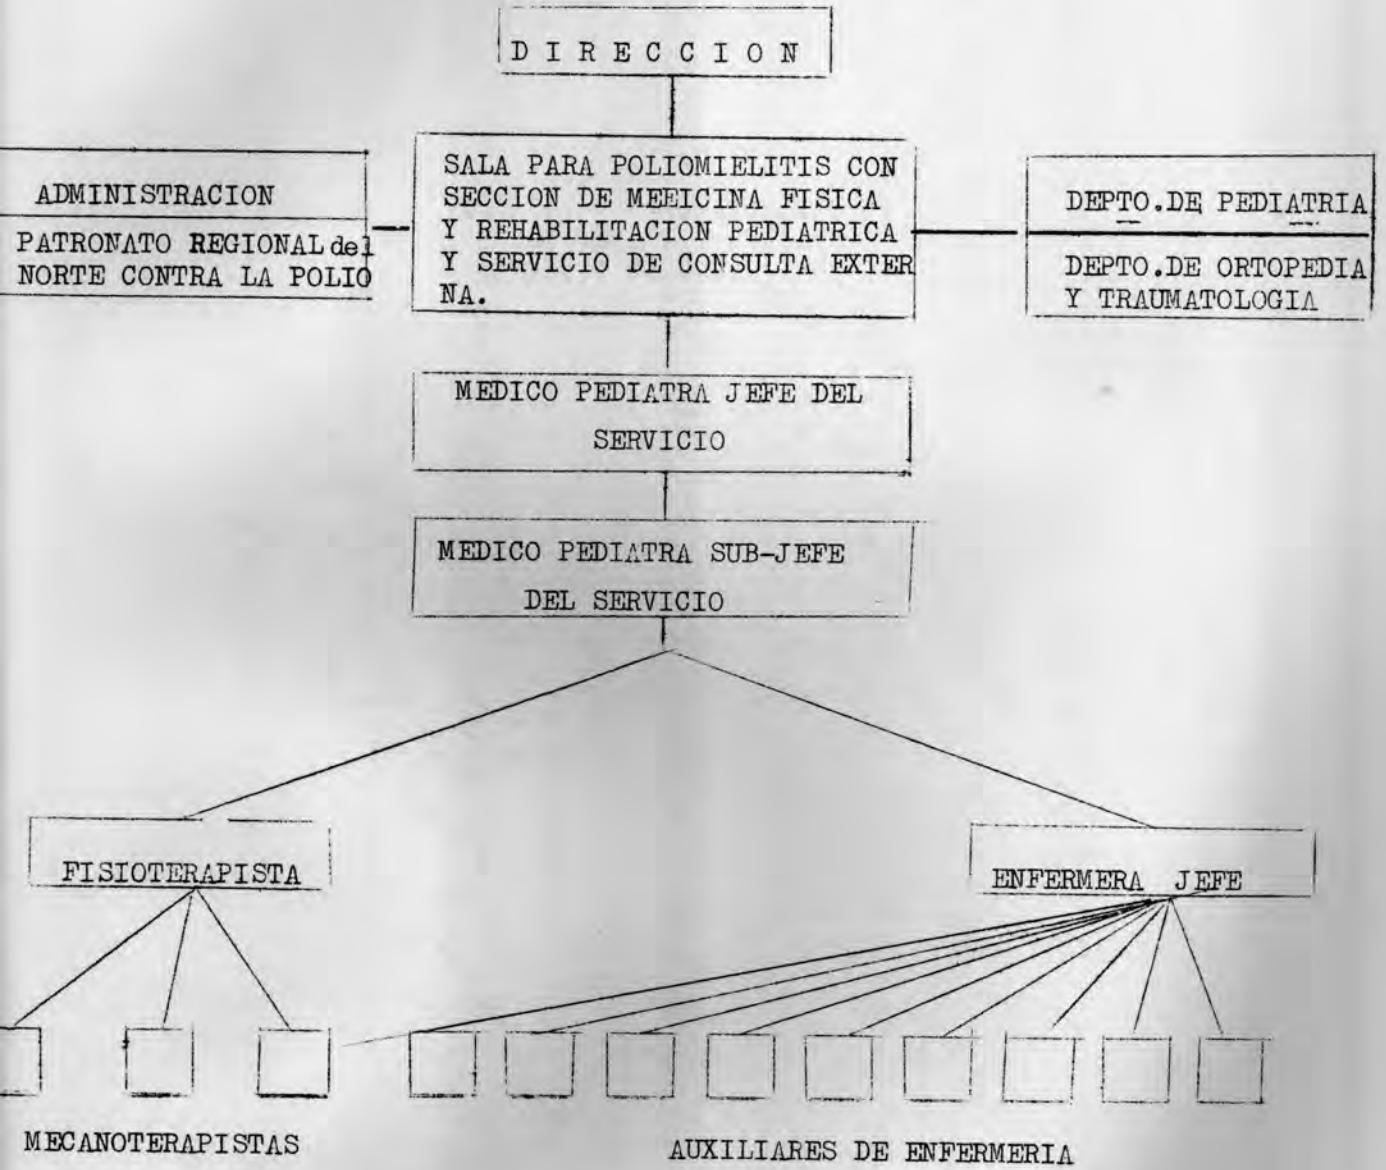 D I R E C C I O N
ADMINISTRACION
PATRONATO REGIONAL del
NORTE CONTRA LA POLIO
SALA PARA POLIOMIELITIS CON
SECCION DE MEEICINA FISICA
Y REHABILITACION PEDIATRICA
Y SERVICIO DE CONSULTA EXTER
NA.
DEPTO.DE PEDIATRIA
DEPTO.DE ORTOPEDIA
Y TRAUMATOLOGIA
MEDICO PEDIATRA JEFE DEL
SERVICIO
MEDICO PEDIATRA SUB-JEFE
DEL SERVICIO
FISIOTERAPISTA
ENFERMERA JEFE
MECANOTERAPISTAS
AUXILIARES DE ENFERMERIA